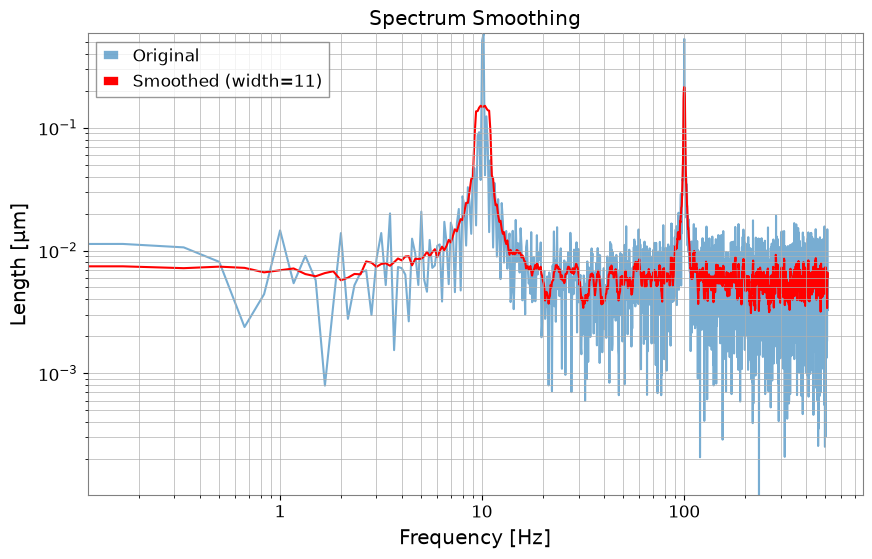 Spectrum Smoothing
Original
Smoothed (width=11)
Length [µm]
10⁻¹
10⁻²
10⁻³
1
10
100
Frequency [Hz]